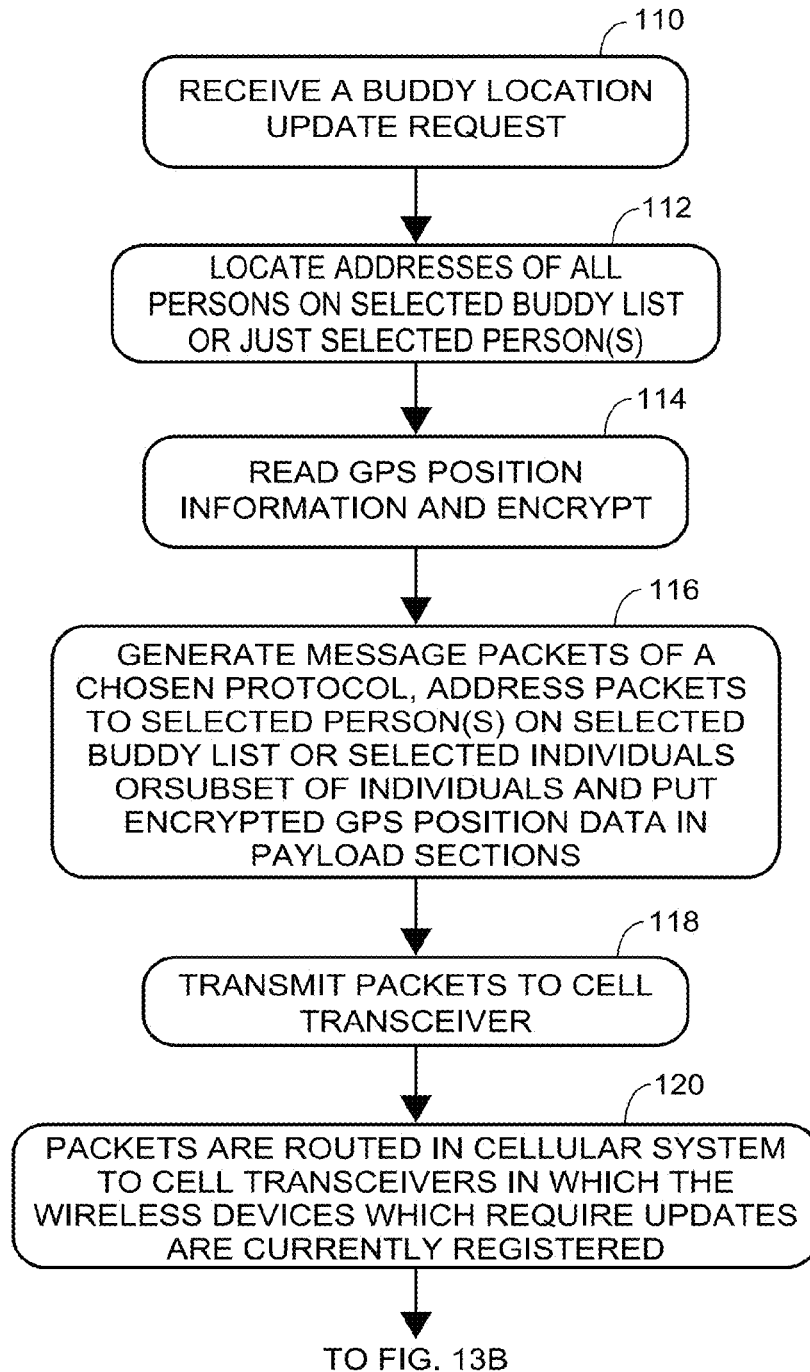 110
RECEIVE A BUDDY LOCATION
UPDATE REQUEST
112
LOCATE ADDRESSES OF ALL
PERSONS ON SELECTED BUDDY LIST
OR JUST SELECTED PERSON(S)
114
READ GPS POSITION
INFORMATION AND ENCRYPT
116
GENERATE MESSAGE PACKETS OF A
CHOSEN PROTOCOL, ADDRESS PACKETS
TO SELECTED PERSON(S) ON SELECTED
BUDDY LIST OR SELECTED INDIVIDUALS
ORSUBSET OF INDIVIDUALS AND PUT
ENCRYPTED GPS POSITION DATA IN
PAYLOAD SECTIONS
118
TRANSMIT PACKETS TO CELL
TRANSCEIVER
120
PACKETS ARE ROUTED IN CELLULAR SYSTEM
TO CELL TRANSCEIVERS IN WHICH THE
WIRELESS DEVICES WHICH REQUIRE UPDATES
ARE CURRENTLY REGISTERED
TO FIG. 13B